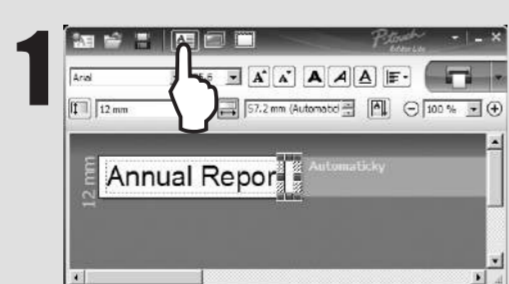 1
P-touch
Editor Lite
Arial
A A A A A
12 mm
57.2 mm (Automatic
100 %
12 mm
Annual Repor
Automaticky